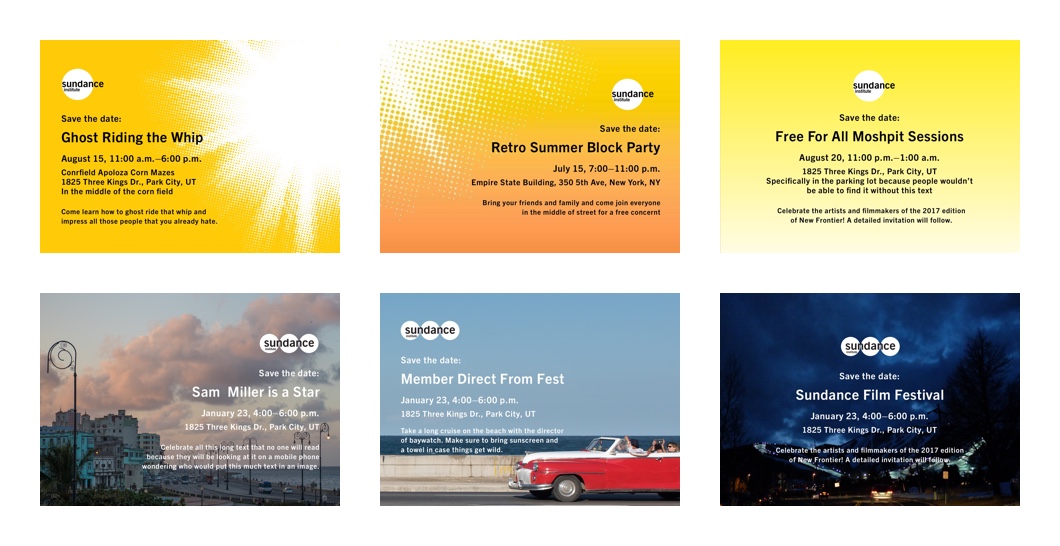 sundance
institute
Save the date:
Ghost Riding the Whip
August 15, 11:00 a.m.–6:00 p.m.
Conrfield Apoloza Corn Mazes
1825 Three Kings Dr., Park City, UT
In the middle of the corn field
Come learn how to ghost ride that whip and
impress all those people that you already hate.
sundance
institute
Save the date:
Retro Summer Block Party
July 15, 7:00–11:00 p.m.
Empire State Building, 350 5th Ave, New York, NY
Bring your friends and family and come join everyone
in the middle of street for a free concernt
sundance
institute
Save the date:
Free For All Moshpit Sessions
August 20, 11:00 p.m.–1:00 a.m.
1825 Three Kings Dr., Park City, UT
Specifically in the parking lot because people wouldn't
be able to find it without this text
Celebrate the artists and filmmakers of the 2017 edition
of New Frontier! A detailed invitation will follow.
sundance
institute
Save the date:
Sam Miller is a Star
January 23, 4:00–6:00 p.m.
1825 Three Kings Dr., Park City, UT
Celebrate all this long text that no one will read
because they will be looking at it on a mobile phone
wondering who would put this much text in an image.
sundance
institute
Save the date:
Member Direct From Fest
January 23, 4:00–6:00 p.m.
1825 Three Kings Dr., Park City, UT
Take a long cruise on the beach with the director
of baywatch. Make sure to bring sunscreen and
a towel in case things get wild.
sundance
institute
Save the date:
Sundance Film Festival
January 23, 4:00–6:00 p.m.
1825 Three Kings Dr., Park City, UT
Celebrate the artists and filmmakers of the 2017 edition
of New Frontier! A detailed invitation will follow.